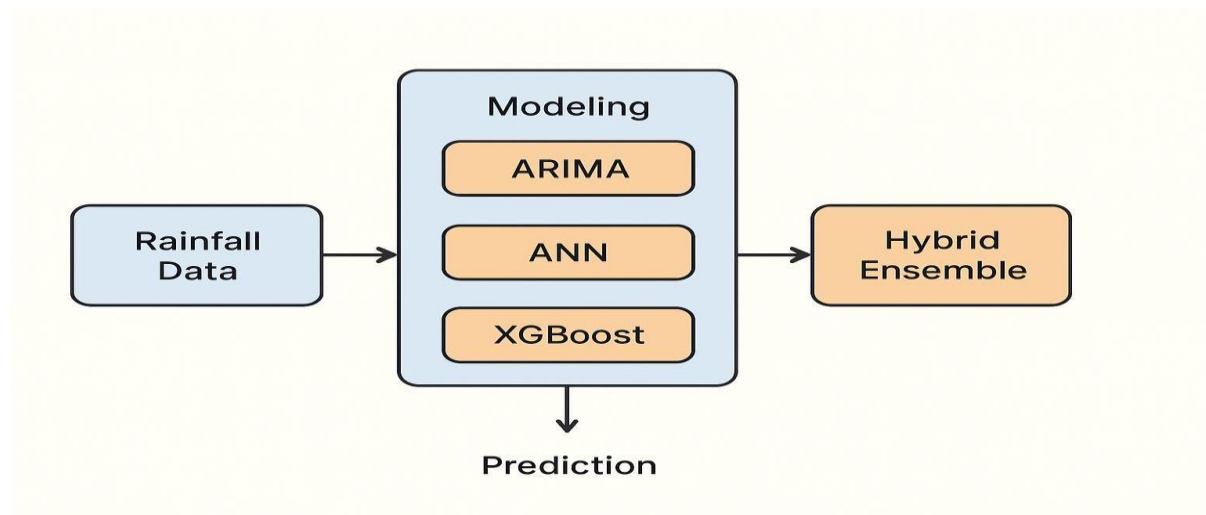 Modeling
ARIMA
Rainfall
Data
ANN
Hybrid
Ensemble
XGBoost
Prediction